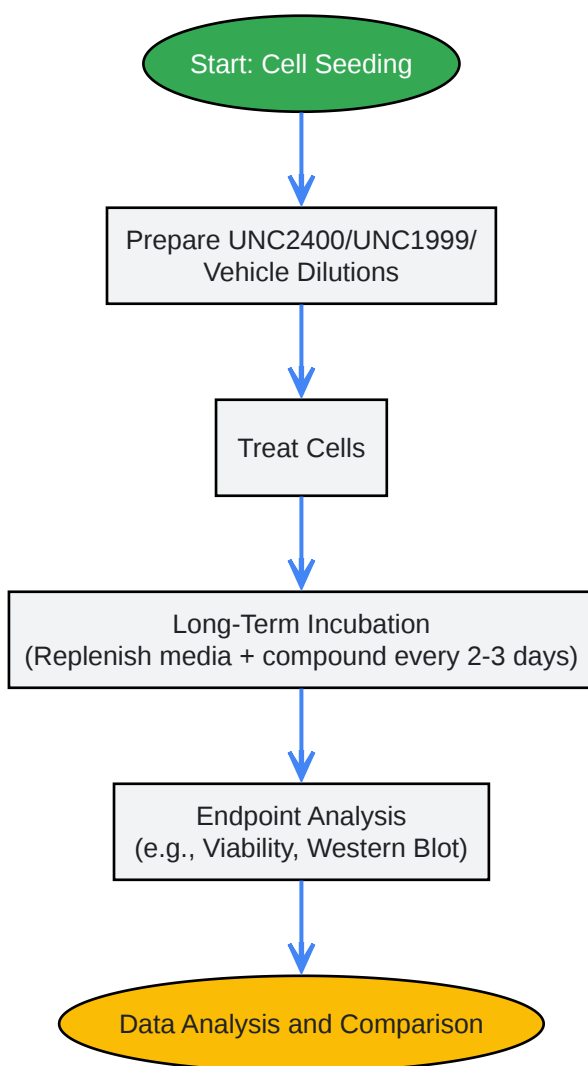 Start: Cell Seeding
Prepare UNC2400/UNC1999/
Vehicle Dilutions
Treat Cells
Long-Term Incubation
(Replenish media + compound every 2-3 days)
Endpoint Analysis
(e.g., Viability, Western Blot)
Data Analysis and Comparison